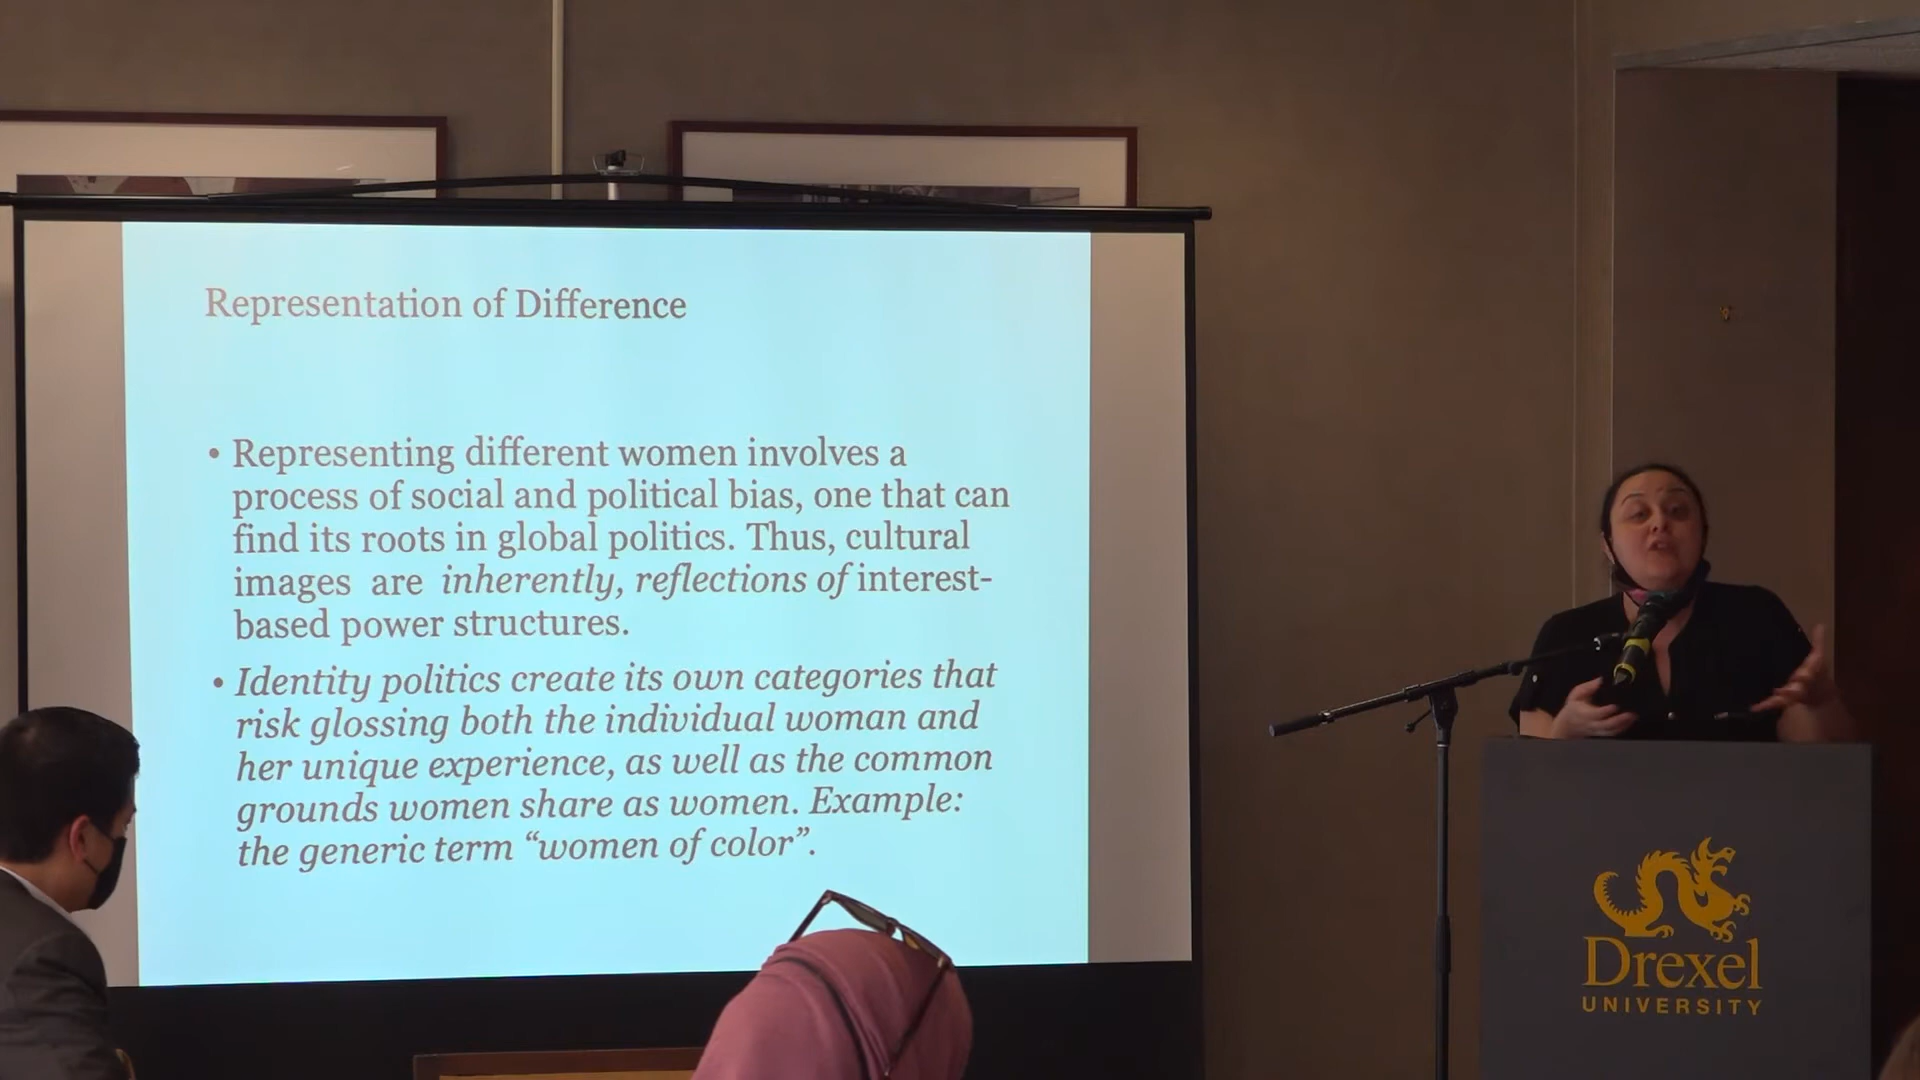 Representation of Difference
• Representing different women involves a
process of social and political bias, one that can
find its roots in global politics. Thus, cultural
images are inherently, reflections of interest-
based power structures.
• Identity politics create its own categories that
risk glossing both the individual woman and
her unique experience, as well as the common
grounds women share as women. Example:
the generic term “women of color”.
Drexel
UNIVERSITY